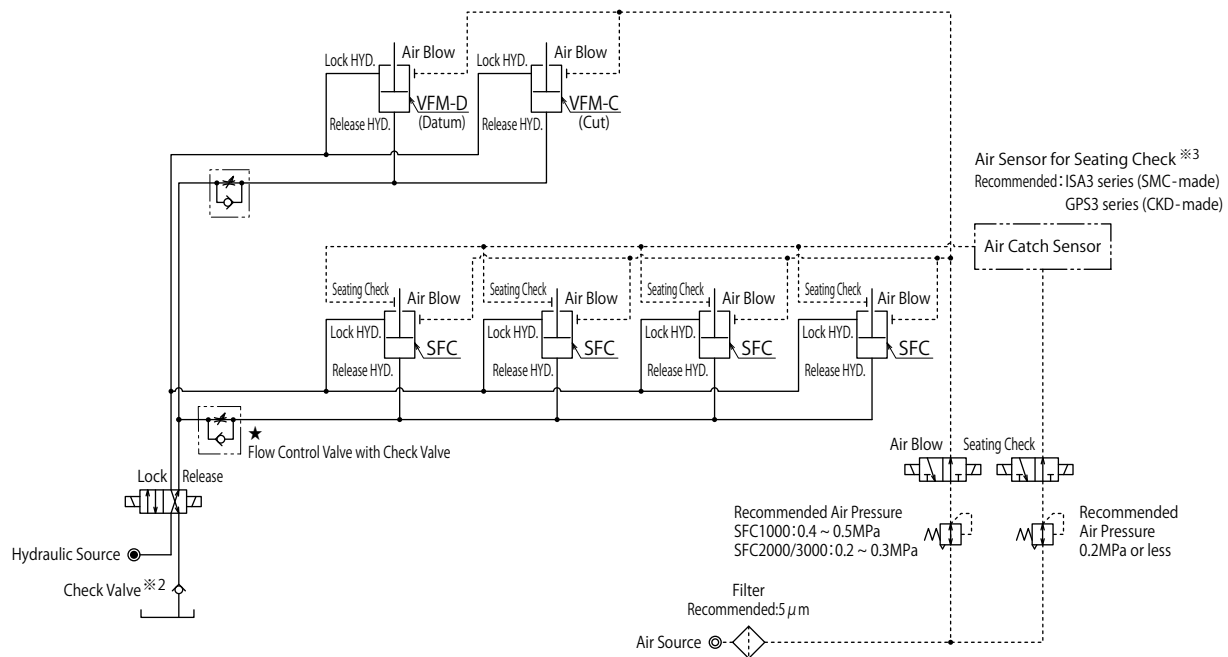 Lock HYD.
Air Blow
Lock HYD.
Air Blow
VFM-D
(Datum)
VFM-C
(Cut)
Release HYD.
Release HYD.
Air Sensor for Seating Check ※3
Recommended:ISA3 series (SMC-made)
GPS3 series (CKD-made)
Air Catch Sensor
Seating Check
Air Blow
Seating Check
Air Blow
Seating Check
Air Blow
Seating Check
Air Blow
Lock HYD.
SFC
Lock HYD.
SFC
Lock HYD.
SFC
Lock HYD.
SFC
Release HYD.
Release HYD.
Release HYD.
Release HYD.
★
Flow Control Valve with Check Valve
Lock
Release
Air Blow
Seating Check
Hydraulic Source
Check Valve ※2
Recommended Air Pressure
SFC1000:0.4 ~ 0.5MPa
SFC2000/3000:0.2 ~ 0.3MPa
Recommended
Air Pressure
0.2MPa or less
Filter
Recommended:5μm
Air Source